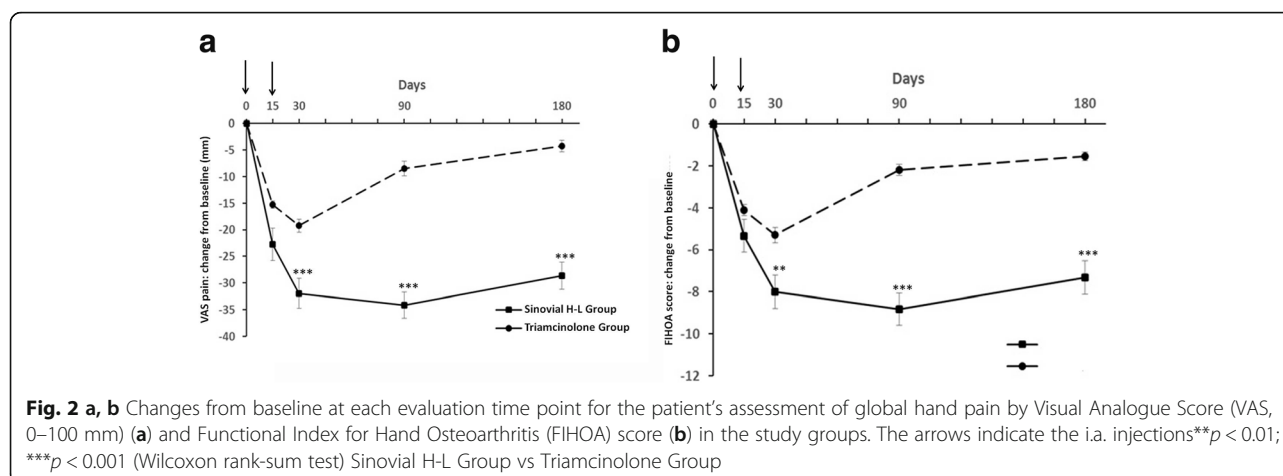 a
Days
0 15 30 90 180
0
-5
-10
-15
-20
-25
-30
-35
-40
VAS pain: change from baseline (mm)
***
***
***
Sinovial H-L Group
Triamcinolone Group
b
Days
0 15 30 90 180
0
-2
-4
-6
-8
-10
-12
FIHOA score: change from baseline
**
***
***
Fig. 2 a, b Changes from baseline at each evaluation time point for the patient's assessment of global hand pain by Visual Analogue Score (VAS,
0–100 mm) (a) and Functional Index for Hand Osteoarthritis (FIHOA) score (b) in the study groups. The arrows indicate the i.a. injections**p < 0.01;
***p < 0.001 (Wilcoxon rank-sum test) Sinovial H-L Group vs Triamcinolone Group